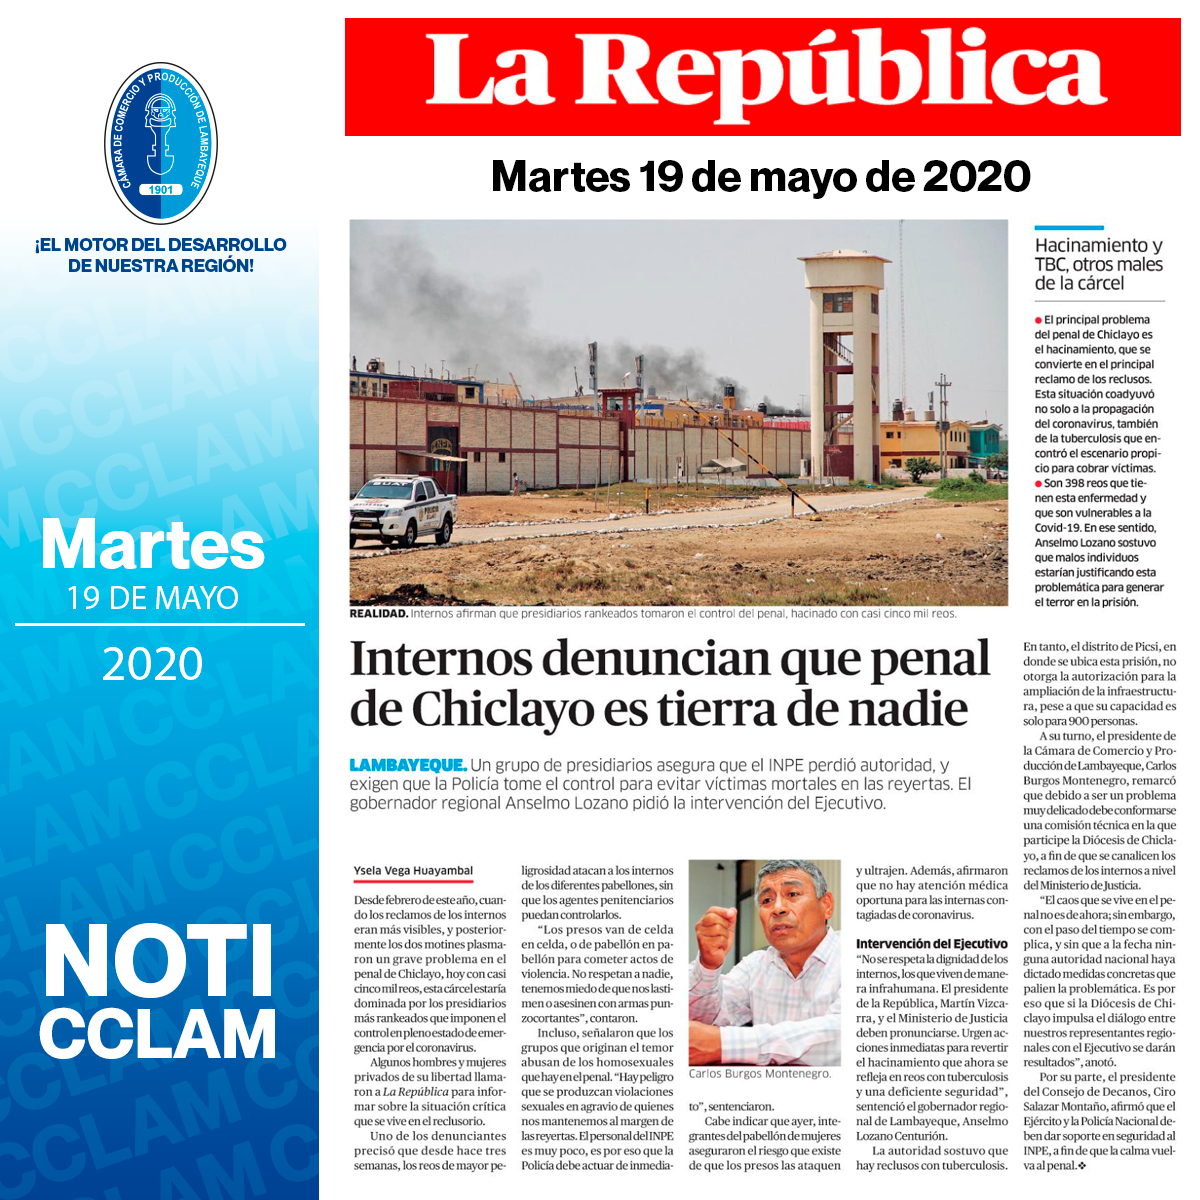 CÁMARA DE COMERCIO Y PRODUCCIÓN DE LAMBAYEQUE
1901
¡EL MOTOR DEL DESARROLLO
DE NUESTRA REGIÓN!
Martes
19 DE MAYO
2020
NOTI
CCLAM
La República
Martes 19 de mayo de 2020
REALIDAD. Internos afirman que presidiarios rankeados tomaron el control del penal, hacinado con casi cinco mil reos.
Hacinamiento y
TBC, otros males
de la cárcel
El principal problema
del penal de Chiclayo es
el hacinamiento, que se
convierte en el principal
reclamo de los reclusos.
Esta situación coadyuvó
no solo a la propagación
del coronavirus, también
de la tuberculosis que en-
contró el escenario propi-
cio para cobrar víctimas.
Son 398 reos que tie-
nen esta enfermedad y
que son vulnerables a la
Covid-19. En ese sentido,
Anselmo Lozano sostuvo
que malos individuos
estarían justificando esta
problemática para generar
el terror en la prisión.
Internos denuncian que penal
de Chiclayo es tierra de nadie
LAMBAYEQUE. Un grupo de presidiarios asegura que el INPE perdió autoridad, y
exigen que la Policía tome el control para evitar víctimas mortales en las reyertas. El
gobernador regional Anselmo Lozano pidió la intervención del Ejecutivo.
Ysela Vega Huayambal
Desde febrero de este año, cuan-
do los reclamos de los internos
eran más visibles, y posterior-
mente los dos motines plasma-
ron un grave problema en el
penal de Chiclayo, hoy con casi
cinco mil reos, esta cárcel estaría
dominada por los presidiarios
más rankeados que imponen el
control en pleno estado de emer-
gencia por el coronavirus.
Algunos hombres y mujeres
privados de su libertad llama-
ron a La República para in-
formar sobre la situación crítica
que se vive en el reclusorio.
Uno de los denunciantes
precisó que desde hace tres
semanas, los reos de mayor pe-
ligrosidad atacan a los internos
de los diferentes pabellones, sin
que los agentes penitenciarios
puedan controlarlos.
"Los presos van de celda
en celda, o de pabellón en pa-
bellón para cometer actos de
violencia. No respetan a nadie,
tenemos miedo de que nos lasti-
men o asesinen con armas pun-
zocortantes", contaron.
Incluso, señalaron que los
grupos que originan el temor
abusan de los homosexuales
que hay en el penal. "Hay peligro
que se produzcan violaciones
sexuales en agravio de quienes
nos mantenemos al margen de
las reyertas. El personal del INPE
es muy poco, es por eso que la
Policía debe actuar de inmedia-
Carlos Burgos Montenegro.
to", sentenciaron.
Cabe indicar que ayer, inte-
grantes del pabellón de mujeres
aseguraron el riesgo que existe
de que los presos las ataquen
y ultrajen. Además, afirmaron
que no hay atención médica
oportuna para las internas con-
tagiadas de coronavirus.
Intervención del Ejecutivo
"No se respeta la dignidad de los
internos, los que viven de mane-
ra infrahumana. El presidente
de la República, Martín Vizca-
rra, y el Ministerio de Justicia
deben pronunciarse. Urgen ac-
ciones inmediatas para revertir
el hacinamiento que ahora se
refleja en reos con tuberculosis
y una deficiente seguridad",
sentenció el gobernador regio-
nal de Lambayeque, Anselmo
Lozano Centurión.
La autoridad sostuvo que
hay reclusos con tuberculosis.
En tanto, el distrito de Picsi, en
donde se ubica esta prisión, no
otorga la autorización para la
ampliación de la infraestructu-
ra, pese a que su capacidad es
solo para 900 personas.
A su turno, el presidente de
la Cámara de Comercio y Pro-
ducción de Lambayeque, Carlos
Burgos Montenegro, remarcó
que debido a ser un problema
muy delicado debe conformarse
una comisión técnica en la que
participe la Diócesis de Chicla-
yo, a fin de que se canalicen los
reclamos de los internos a nivel
del Ministerio de Justicia.
"El caos que se vive en el pe-
nal no es de ahora; sin embargo,
con el paso del tiempo se com-
plica, y sin que a la fecha nin-
guna autoridad nacional haya
dictado medidas concretas que
palien la problemática. Es por
eso que si la Diócesis de Chi-
clayo impulsa el diálogo entre
nuestros representantes regio-
nales con el Ejecutivo se darán
resultados", anotó.
Por su parte, el presidente
del Consejo de Decanos, Ciro
Salazar Montaño, afirmó que el
Ejército y la Policía Nacional de-
ben dar soporte en seguridad al
INPE, a fin de que la calma vuel-
va al penal.